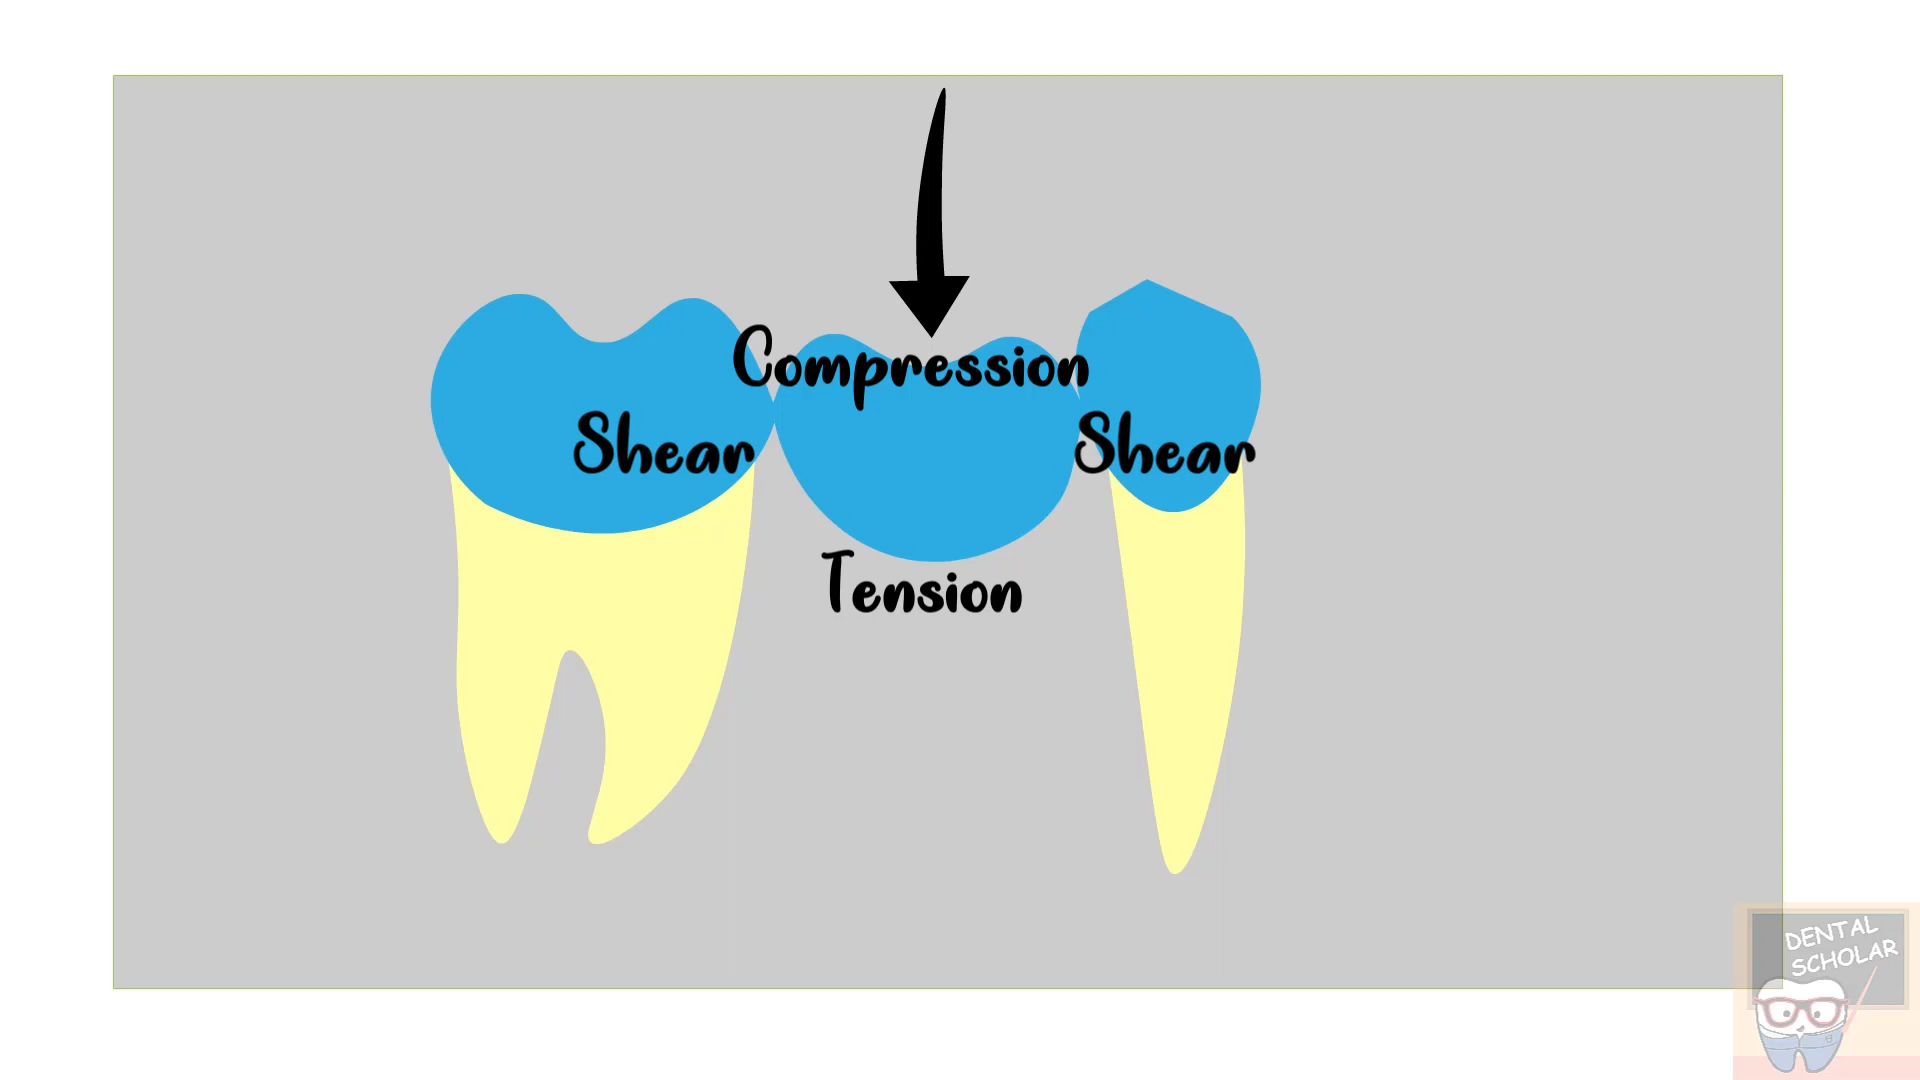 Compression
Shear
Shear
Tension
DENTAL
SCHOLAR